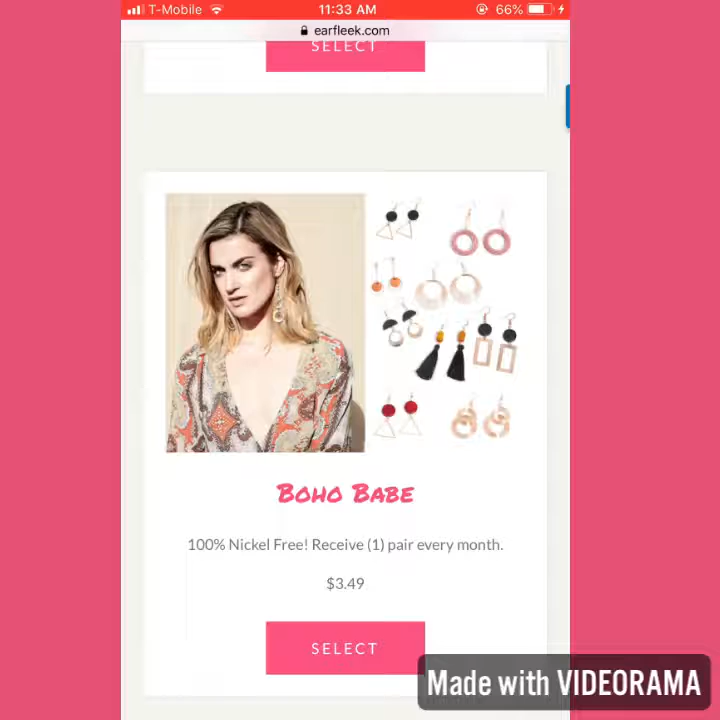 T-Mobile 11:33 AM 66%
earfleek.com
SELECT
BOHO BABE
100% Nickel Free! Receive (1) pair every month.
$3.49
SELECT
Made with VIDEORAMA